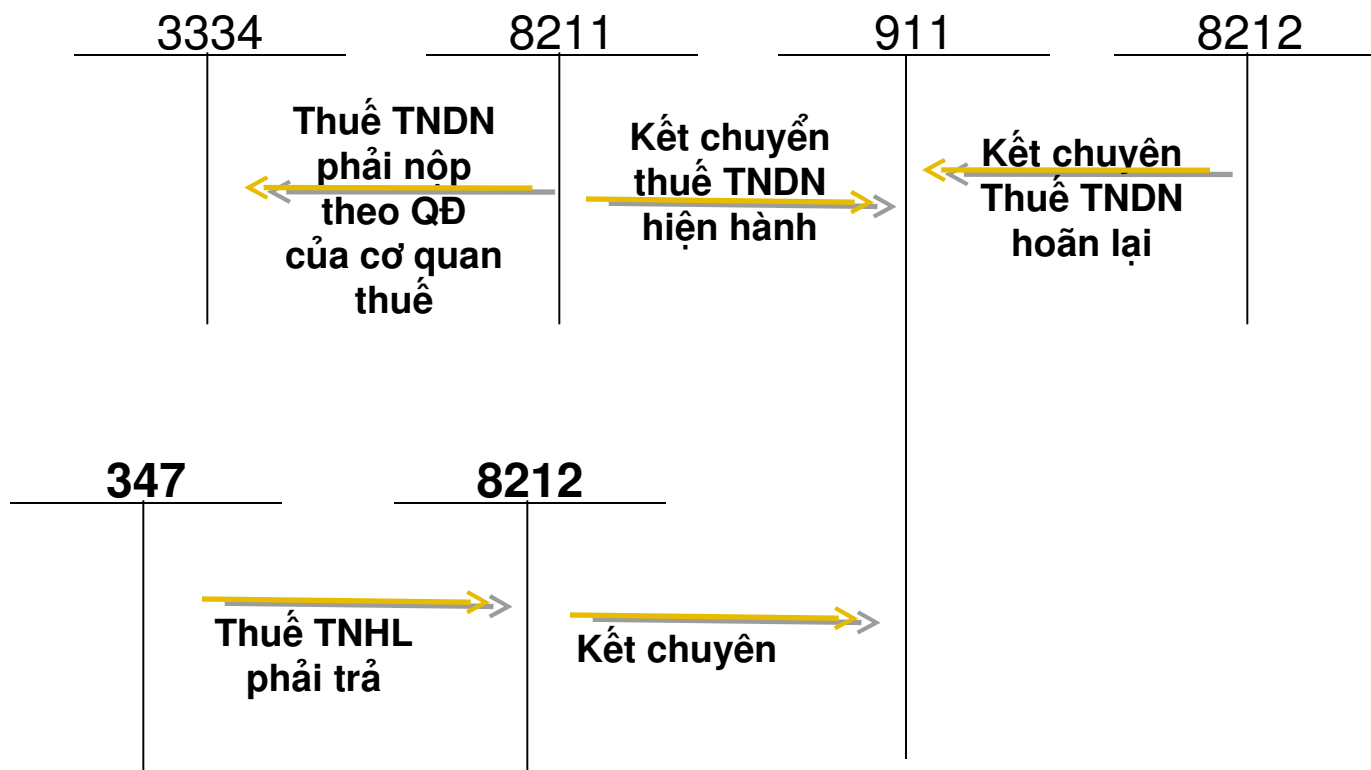 3334
8211
911
8212
Thuế TNDN
phải nộp
theo QĐ
của cơ quan
thuế
Kết chuyển
thuế TNDN
hiện hành
Kết chuyên
Thuế TNDN
hoãn lại
347
8212
Thuế TNHL
phải trả
Kết chuyên